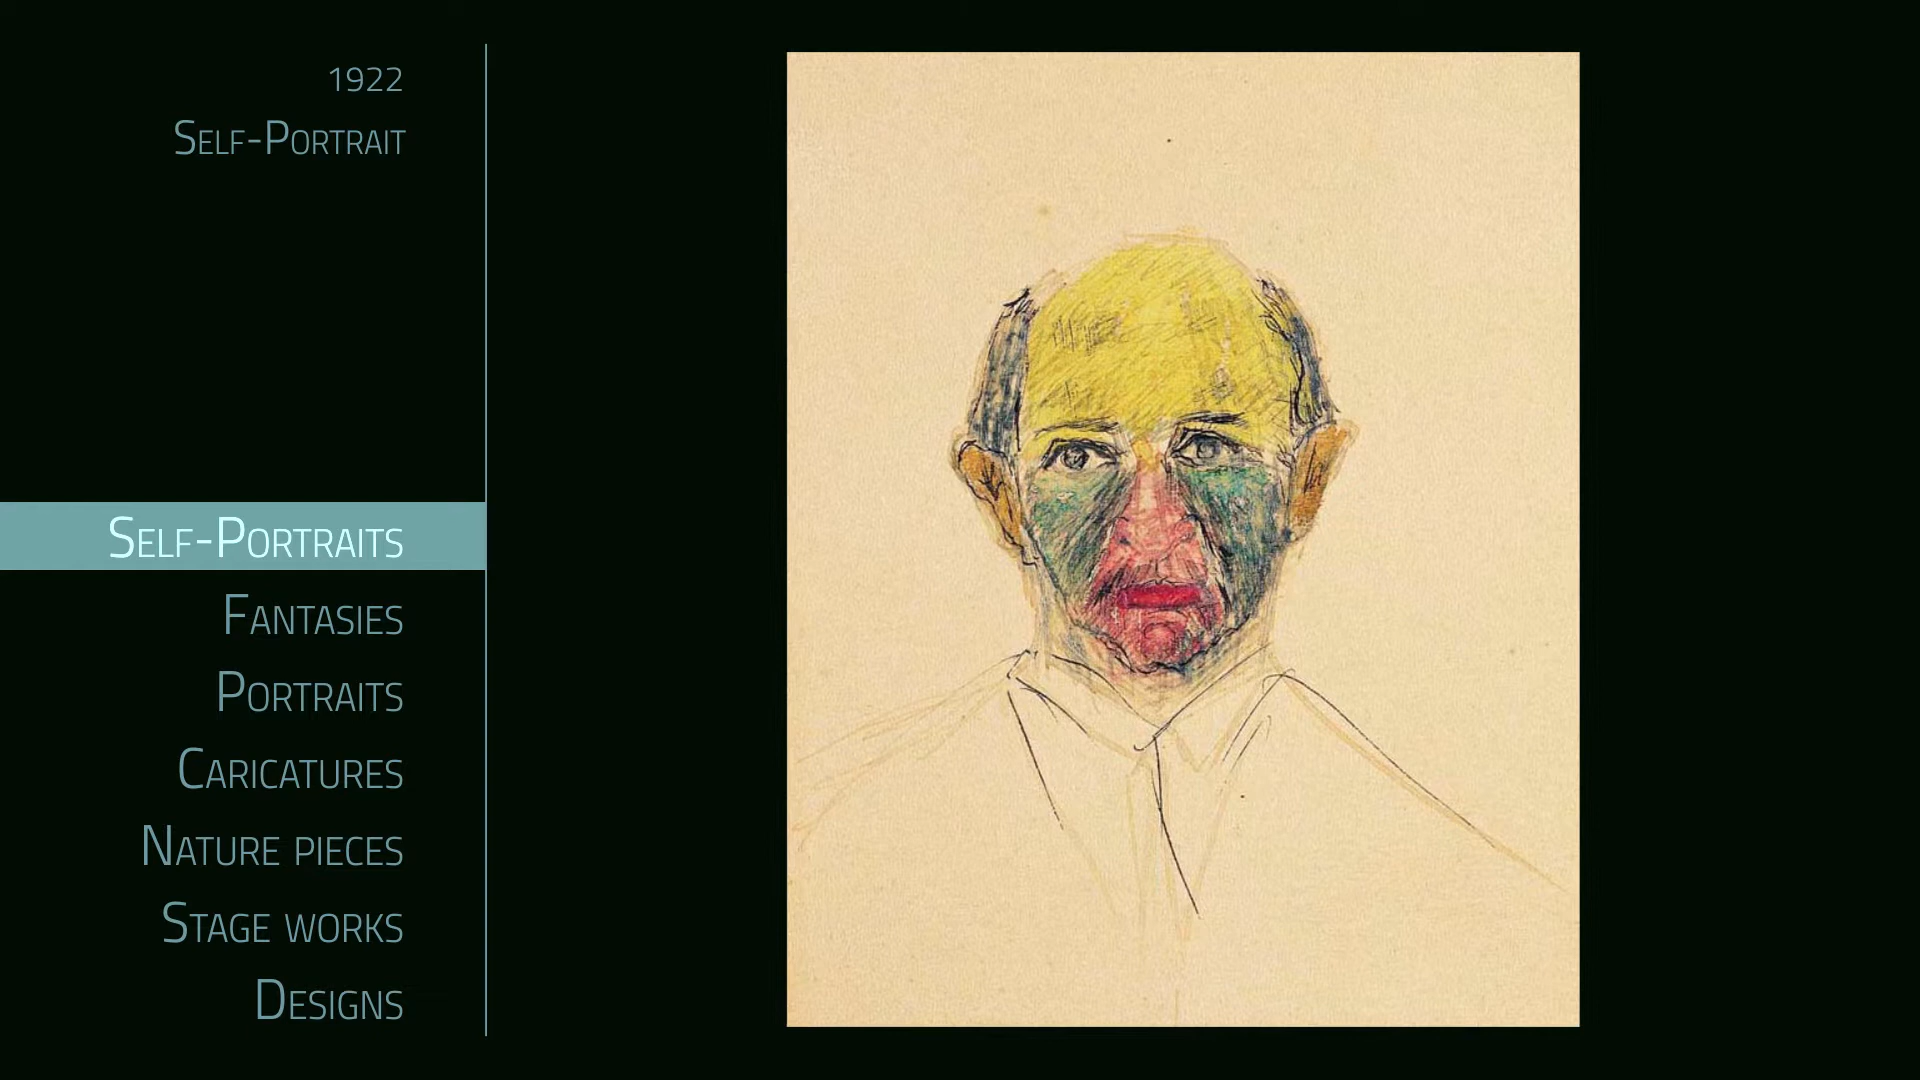 1922
Self-Portrait
Self-Portraits
Fantasies
Portraits
Caricatures
Nature pieces
Stage works
Designs